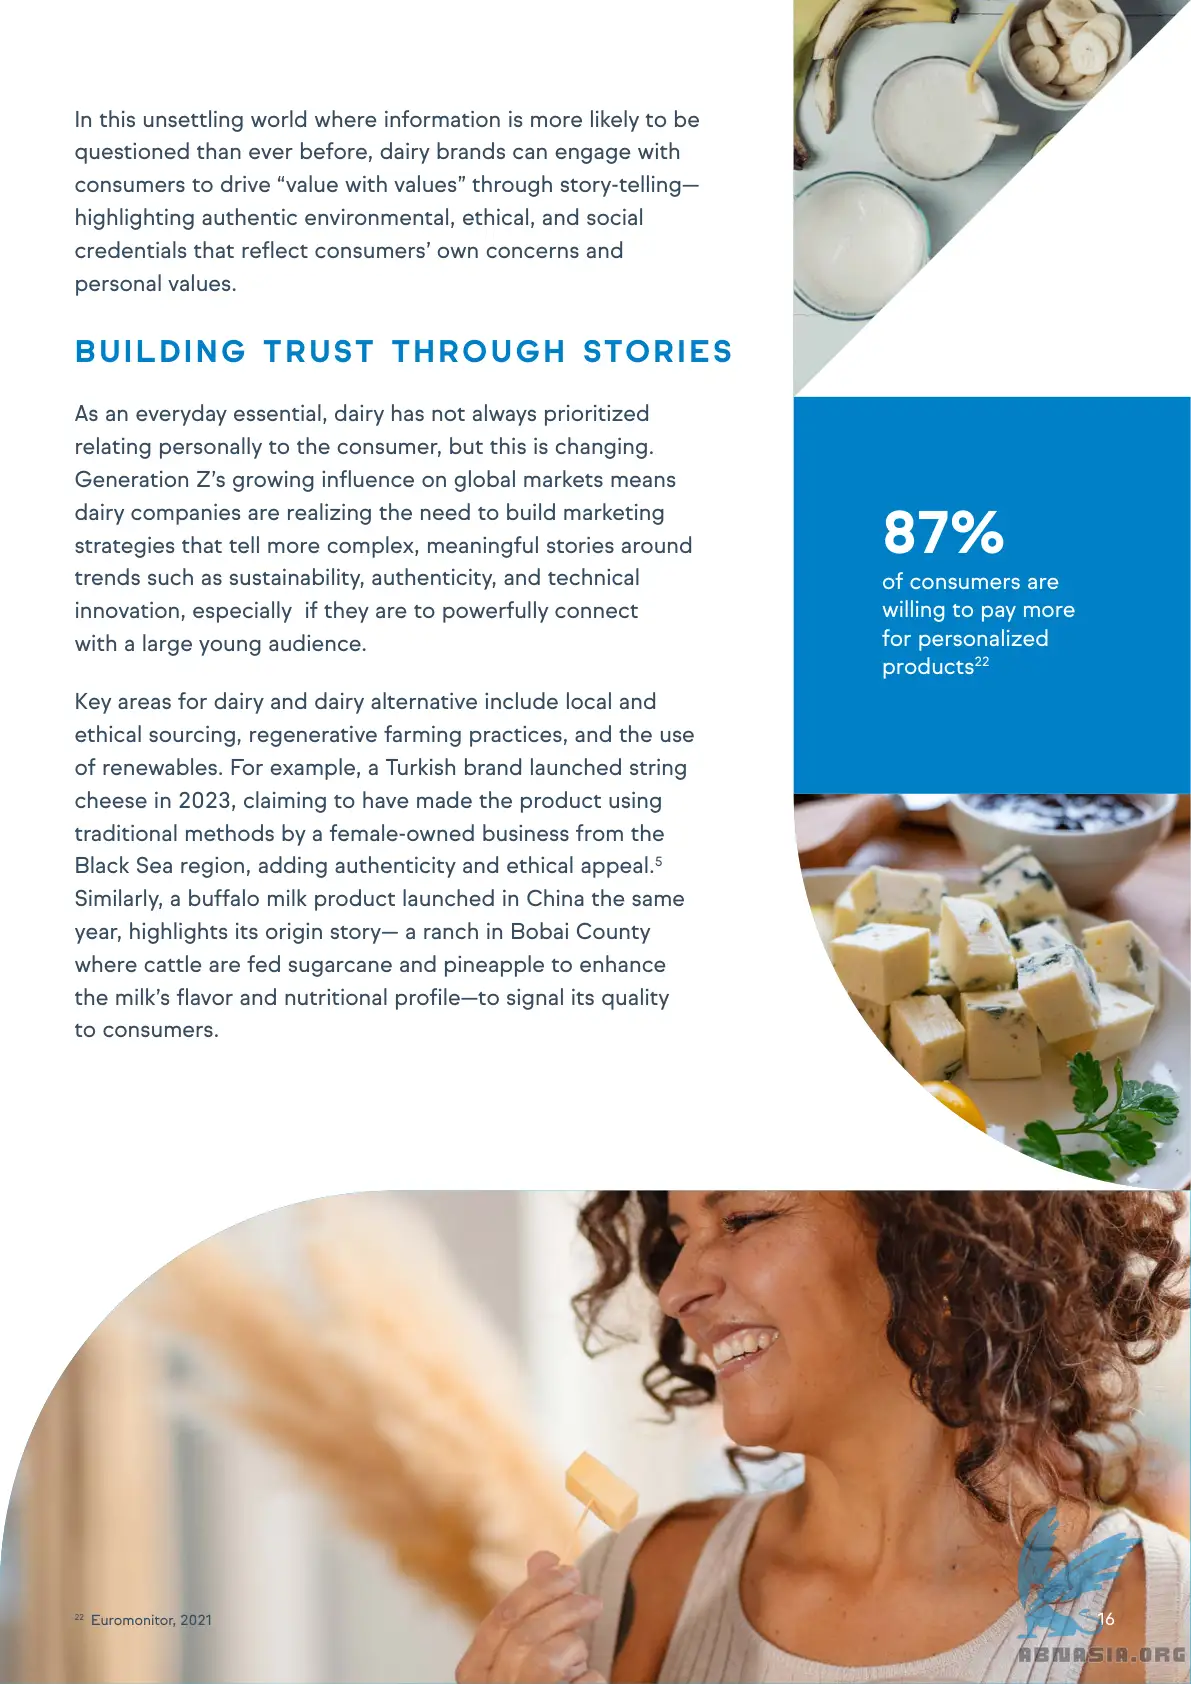 In this unsettling world where information is more likely to be
questioned than ever before, dairy brands can engage with
consumers to drive “value with values” through story-telling—
highlighting authentic environmental, ethical, and social
credentials that reflect consumers’ own concerns and
personal values.
BUILDING TRUST THROUGH STORIES
As an everyday essential, dairy has not always prioritized
relating personally to the consumer, but this is changing.
Generation Z’s growing influence on global markets means
dairy companies are realizing the need to build marketing
strategies that tell more complex, meaningful stories around
trends such as sustainability, authenticity, and technical
innovation, especially  if they are to powerfully connect
with a large young audience.
Key areas for dairy and dairy alternative include local and
ethical sourcing, regenerative farming practices, and the use
of renewables. For example, a Turkish brand launched string
cheese in 2023, claiming to have made the product using
traditional methods by a female-owned business from the
Black Sea region, adding authenticity and ethical appeal.⁵
Similarly, a buffalo milk product launched in China the same
year, highlights its origin story— a ranch in Bobai County
where cattle are fed sugarcane and pineapple to enhance
the milk’s flavor and nutritional profile—to signal its quality
to consumers.
87%
of consumers are
willing to pay more
for personalized
products²²
²² Euromonitor, 2021
16
ABNASIA.ORG